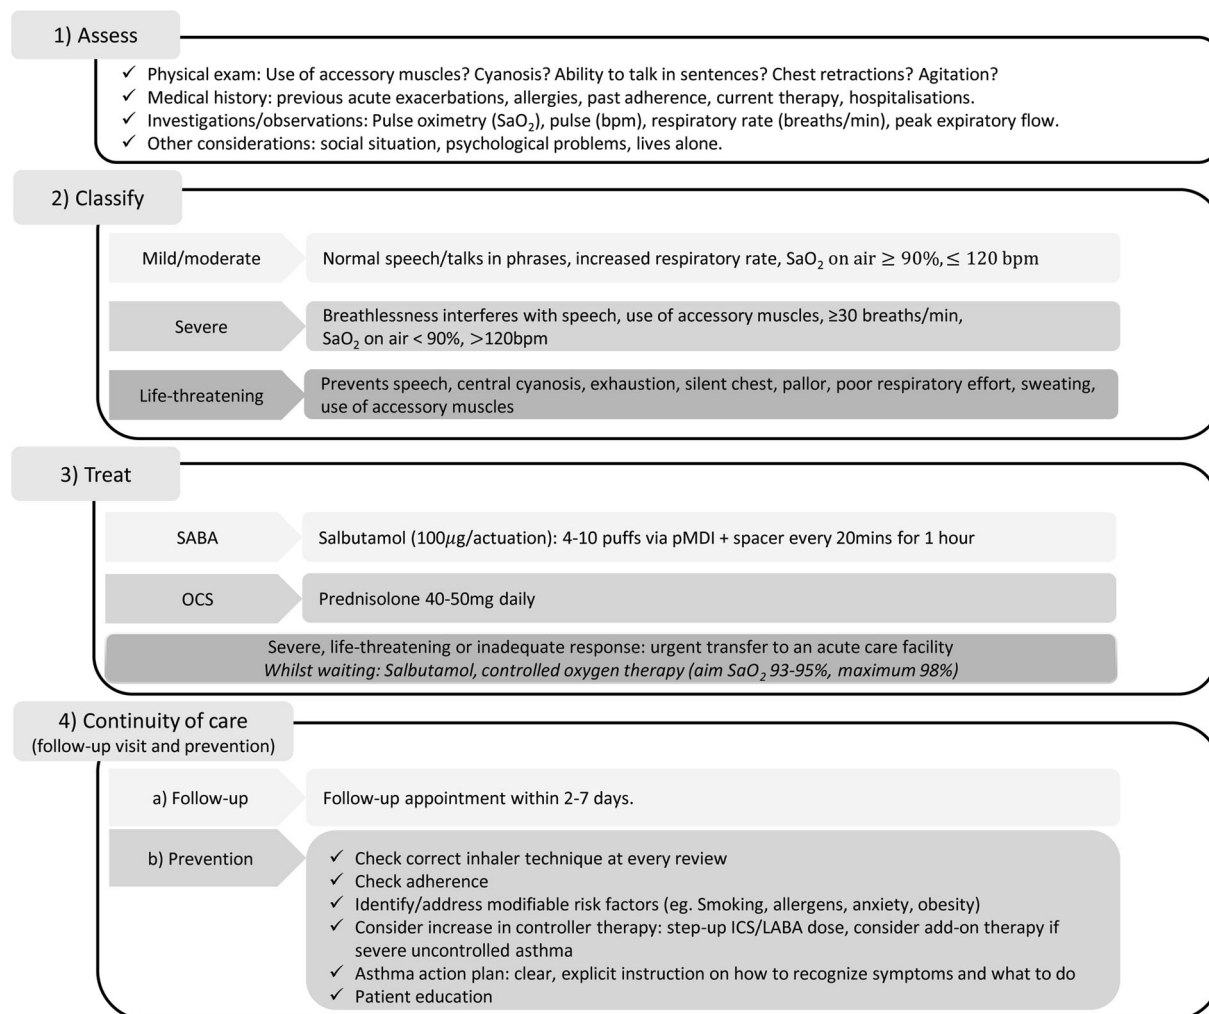 1) Assess
✓ Physical exam: Use of accessory muscles? Cyanosis? Ability to talk in sentences? Chest retractions? Agitation?
✓ Medical history: previous acute exacerbations, allergies, past adherence, current therapy, hospitalisations.
✓ Investigations/observations: Pulse oximetry (SaO₂), pulse (bpm), respiratory rate (breaths/min), peak expiratory flow.
✓ Other considerations: social situation, psychological problems, lives alone.
2) Classify
Mild/moderate
Normal speech/talks in phrases, increased respiratory rate, SaO₂ on air ≥ 90%, ≤ 120 bpm
Severe
Breathlessness interferes with speech, use of accessory muscles, ≥30 breaths/min,
SaO₂ on air < 90%, >120bpm
Life-threatening
Prevents speech, central cyanosis, exhaustion, silent chest, pallor, poor respiratory effort, sweating,
use of accessory muscles
3) Treat
SABA
Salbutamol (100μg/actuation): 4-10 puffs via pMDI + spacer every 20mins for 1 hour
OCS
Prednisolone 40-50mg daily
Severe, life-threatening or inadequate response: urgent transfer to an acute care facility
Whilst waiting: Salbutamol, controlled oxygen therapy (aim SaO₂ 93-95%, maximum 98%)
4) Continuity of care
(follow-up visit and prevention)
a) Follow-up
Follow-up appointment within 2-7 days.
b) Prevention
✓ Check correct inhaler technique at every review
✓ Check adherence
✓ Identify/address modifiable risk factors (eg. Smoking, allergens, anxiety, obesity)
✓ Consider increase in controller therapy: step-up ICS/LABA dose, consider add-on therapy if
severe uncontrolled asthma
✓ Asthma action plan: clear, explicit instruction on how to recognize symptoms and what to do
✓ Patient education